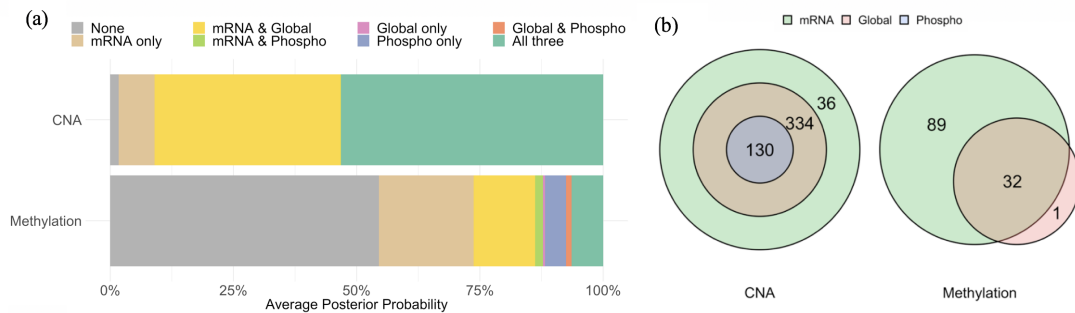 (a)
None mRNA & Global Global only Global & Phospho
mRNA only mRNA & Phospho Phospho only All three
CNA
Methylation
0% 25% 50% 75% 100%
Average Posterior Probability
(b)
mRNA Global Phospho
36
334
130
89
32
1
CNA Methylation